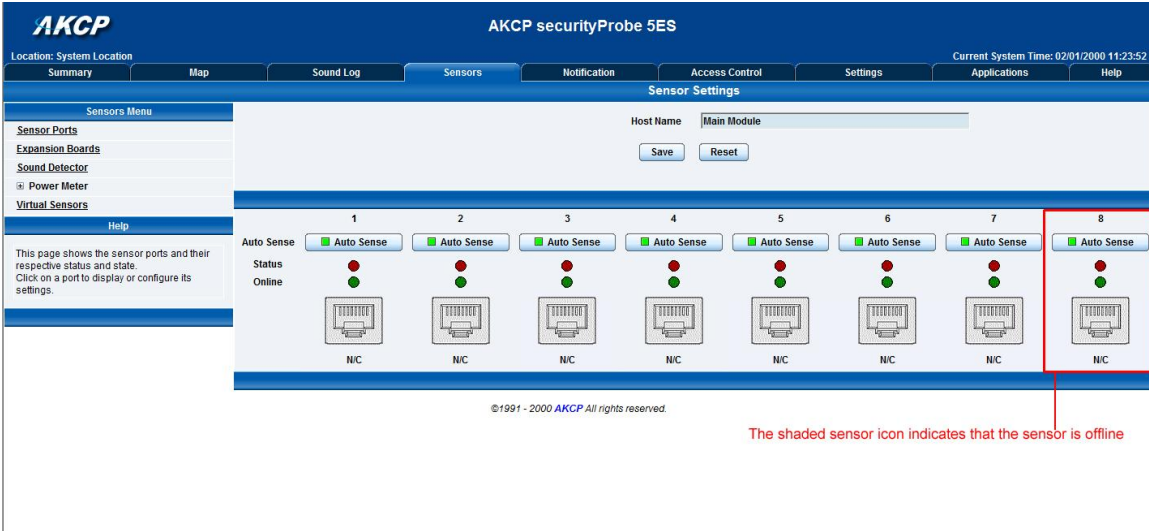 AKCP
AKCP securityProbe 5ES
Location: System Location
Current System Time: 02/01/2000 11:23:52
Summary Map Sound Log Sensors Notification Access Control Settings Applications Help
Sensor Settings
Sensors Menu
Sensor Ports
Expansion Boards
Sound Detector
Power Meter
Virtual Sensors
Help
This page shows the sensor ports and their
respective status and state.
Click on a port to display or configure its
settings.
Host Name Main Module
Save Reset
1 2 3 4 5 6 7 8
Auto Sense Auto Sense Auto Sense Auto Sense Auto Sense Auto Sense Auto Sense Auto Sense Auto Sense
Status
Online
N/C N/C N/C N/C N/C N/C N/C N/C
©1991 - 2000 AKCP All rights reserved.
The shaded sensor icon indicates that the sensor is offline